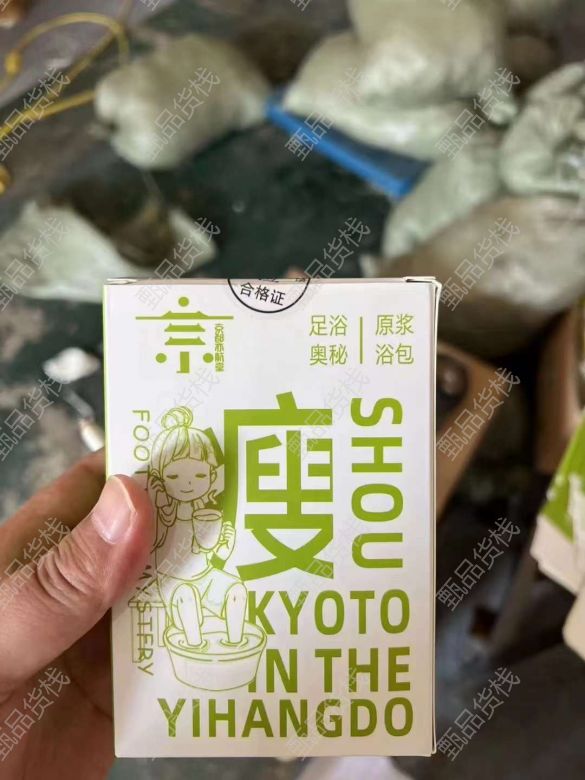 合格证
京都亦航堂
足浴 原浆
奥秘 浴包
瘦
SHOU
MYSTERY
KYOTO
IN THE
YIHANGDO
甄品货栈